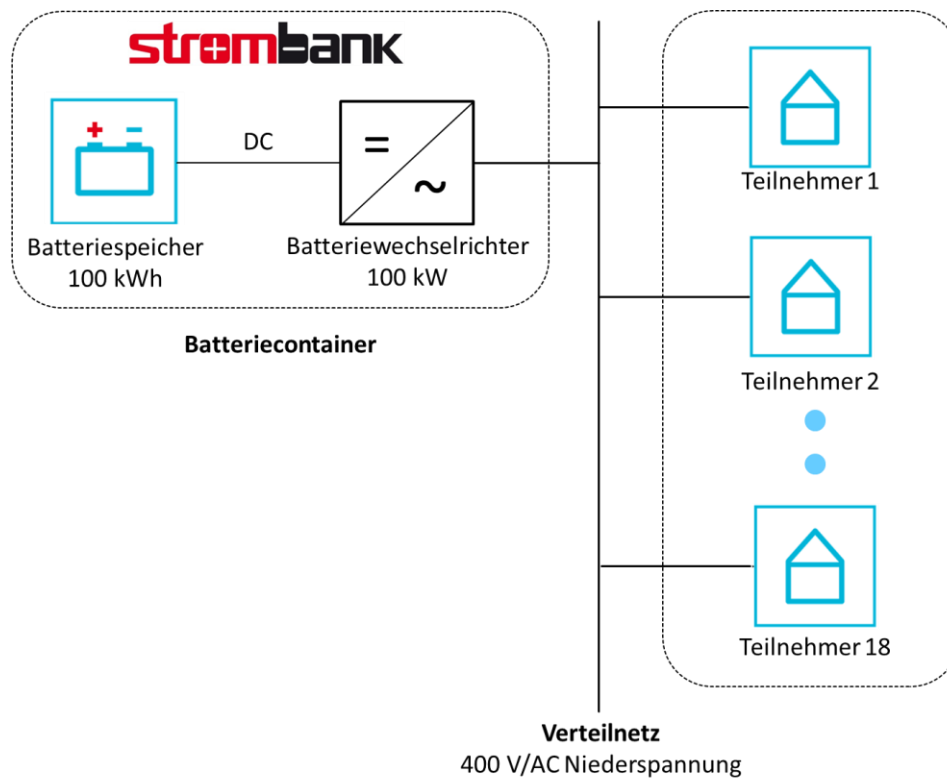 strombank
+ −
DC
=
~
Batteriespeicher
100 kWh
Batteriewechselrichter
100 kW
Batteriecontainer
Teilnehmer 1
Teilnehmer 2
Teilnehmer 18
Verteilnetz
400 V/AC Niederspannung